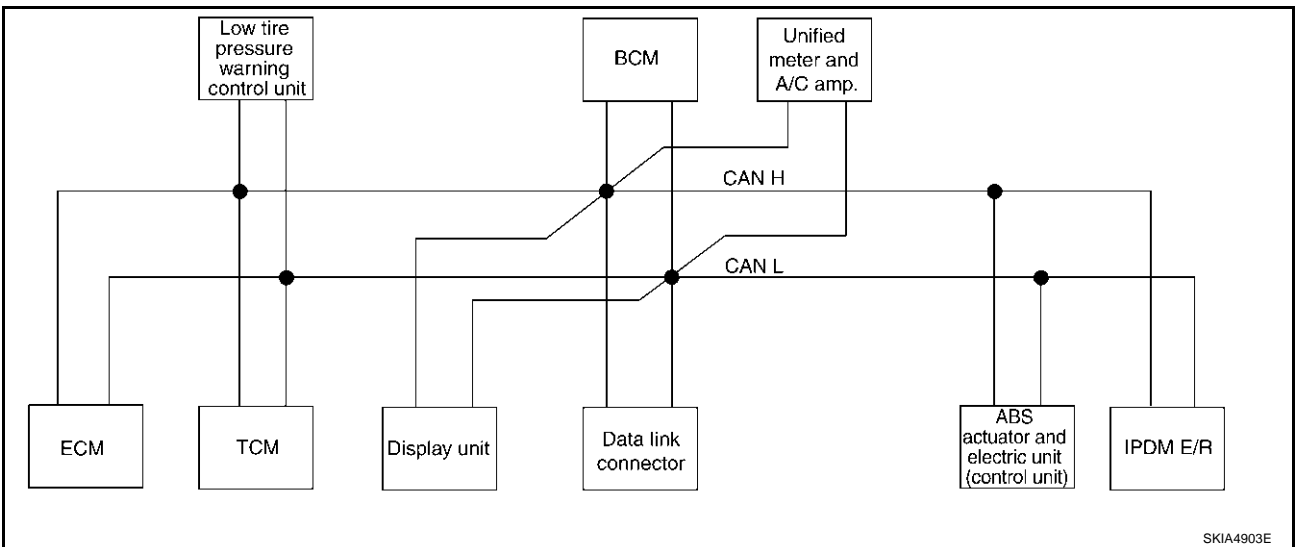 Low tire
pressure
warning
control unit
BCM
Unified
meter and
A/C amp.
CAN H
CAN L
ECM
TCM
Display unit
Data link
connector
ABS
actuator and
electric unit
(control unit)
IPDM E/R
SKIA4903E